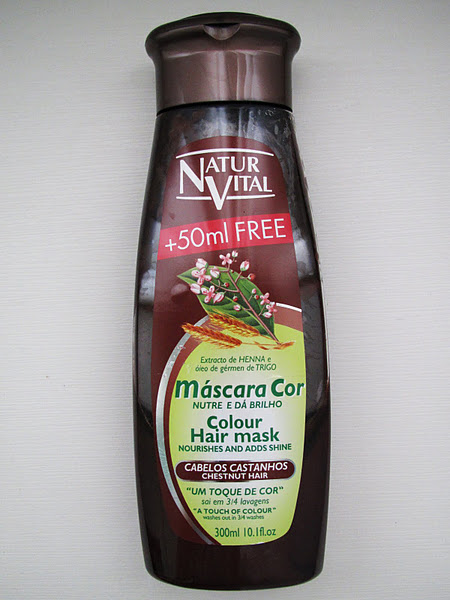 NATUR
VITAL
+50ml FREE
Extracto de HENNA e
óleo de gérmen de TRIGO
Máscara Cor
NUTRE E DÁ BRILHO
Colour
Hair mask
NOURISHES AND ADDS SHINE
CABELOS CASTANHOS
CHESTNUT HAIR
"UM TOQUE DE COR"
sai em 3/4 lavagens
"A TOUCH OF COLOUR"
washes out in 3/4 washes
300ml 10.1fl.oz